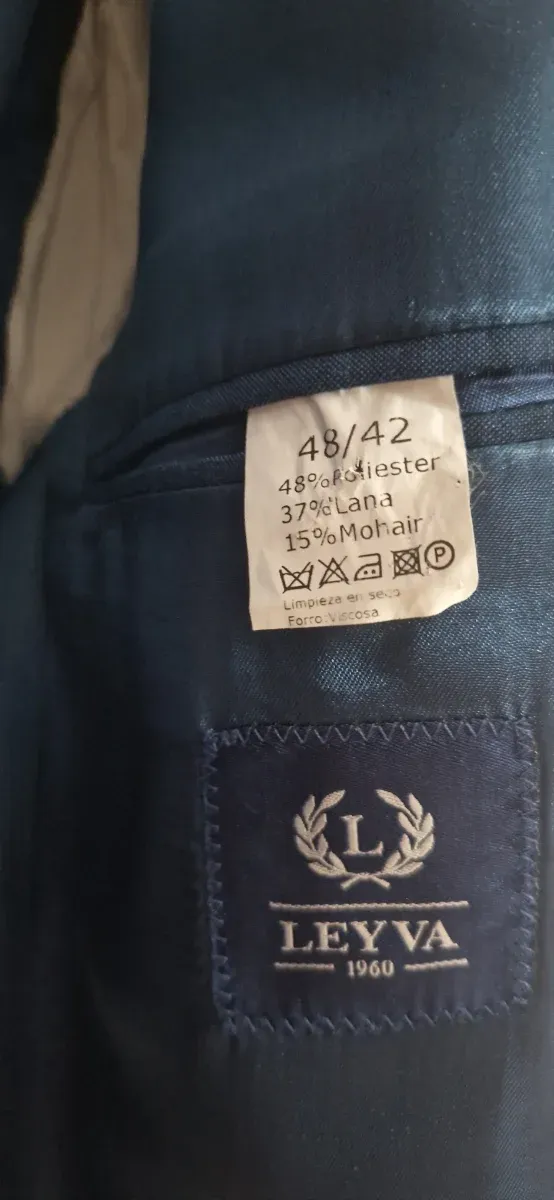 48/42
48%Poliester
37%Lana
15%Mohair
P
Limpieza en seco
Forro:Viscosa
L
LEYVA
1960